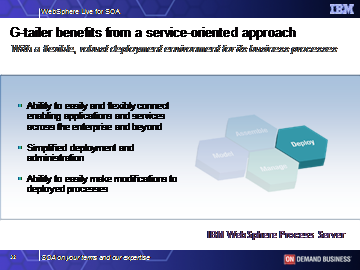 WebSphere Live for SOA
IBM
G-tailer benefits from a service-oriented approach
With a flexible, robust deployment environment for its business processes
Ability to easily and flexibly connect
enabling applications and services
across the enterprise and beyond
Simplified deployment and
administration
Ability to easily make modifications to
deployed processes
Assemble
Deploy
Model
Manage
IBM WebSphere Process Server
SOA on your terms and our expertise
ON DEMAND BUSINESS